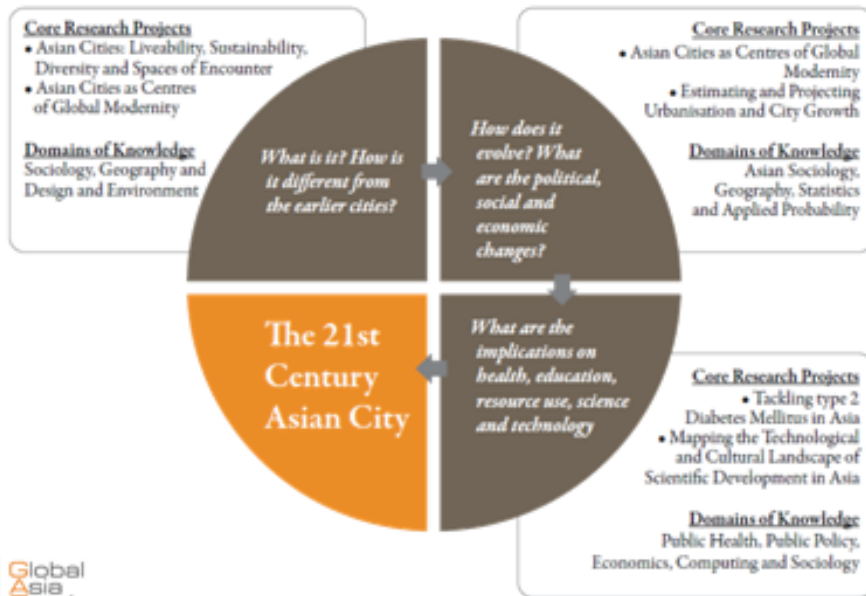 Core Research Projects
• Asian Cities: Liveability, Sustainability,
Diversity and Spaces of Encounter
• Asian Cities as Centres
of Global Modernity
Domains of Knowledge
Sociology, Geography and
Design and Environment
What is it? How is
it different from
the earlier cities?
How does it
evolve? What
are the political,
social and
economic
changes?
Core Research Projects
• Asian Cities as Centres of Global
Modernity
• Estimating and Projecting
Urbanisation and City Growth
Domains of Knowledge
Asian Sociology,
Geography, Statistics
and Applied Probability
The 21st
Century
Asian City
What are the
implications on
health, education,
resource use, science
and technology
Core Research Projects
• Tackling type 2
Diabetes Mellitus in Asia
• Mapping the Technological
and Cultural Landscape of
Scientific Development in Asia
Domains of Knowledge
Public Health, Public Policy,
Economics, Computing and Sociology
Global
Asia